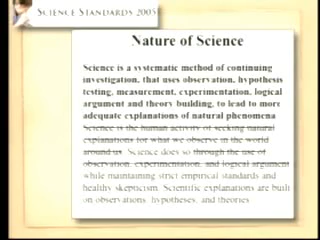 SCIENCE STANDARDS 2005
Nature of Science
Science is a systematic method of continuing
investigation, that uses observation, hypothesis
testing, measurement, experimentation, logical
argument and theory building, to lead to more
adequate explanations of natural phenomena
Science is the human activity of seeking natural
explanations for what we observe in the world
around us. Science does so through the use of
observation, experimentation, and logical argument
while maintaining strict empirical standards and
healthy skepticism. Scientific explanations are built
on observations, hypotheses, and theories